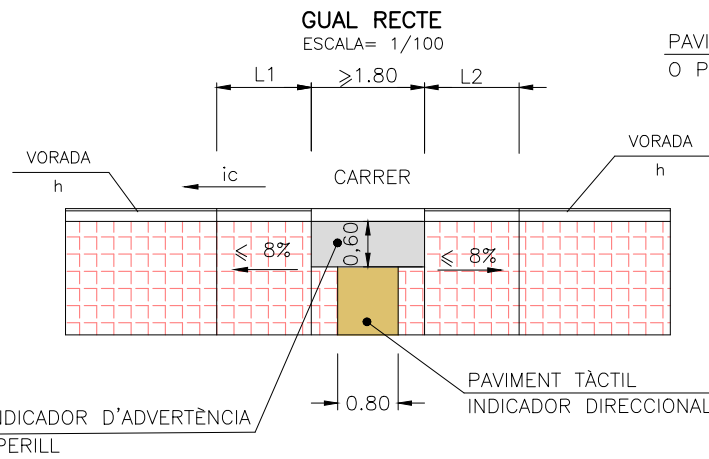 GUAL RECTE
ESCALA= 1/100
PAVI
O P
L1
≥1.80
L2
VORADA
h
ic
CARRER
VORADA
h
≤ 8%
0,60
≤ 8%
PAVIMENT TÀCTIL
INDICADOR DIRECCIONAL
0.80
NDICADOR D'ADVERTÈNCIA
PERILL